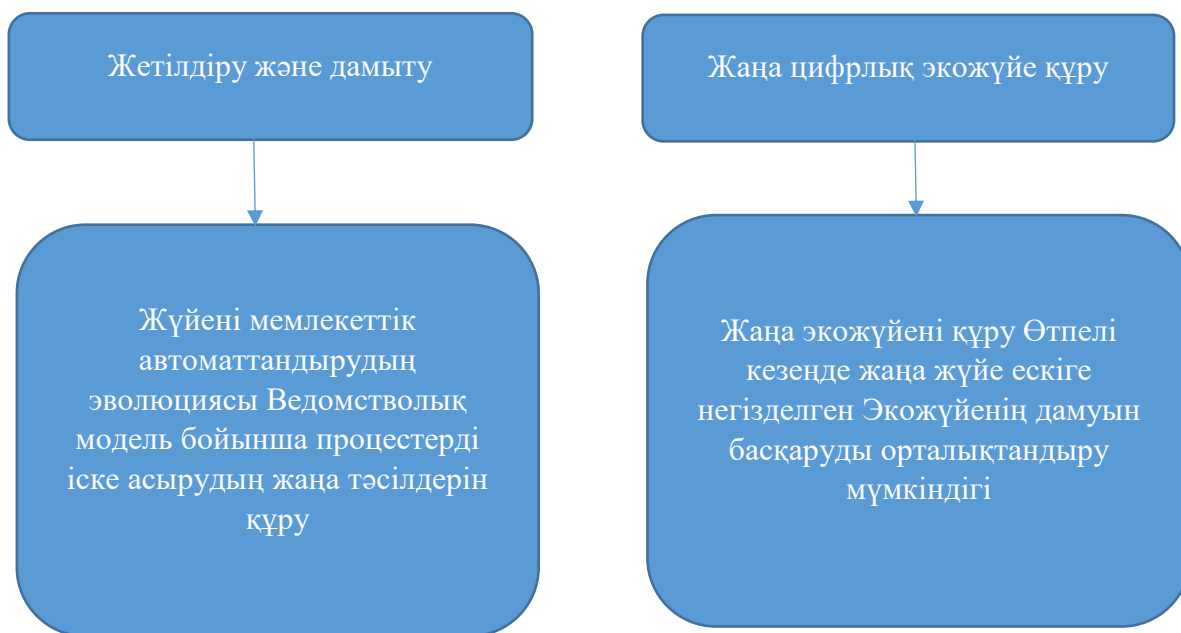 Жетілдіру және дамыту
Жаңа цифрлық экожүйе құру
Жүйені мемлекеттік
автоматтандырудың
эволюциясы Ведомстволық
модель бойынша процестерді
іске асырудың жаңа тәсілдерін
құру
Жаңа экожүйені құру Өтпелі
кезеңде жаңа жүйе ескіге
негізделген Экожүйенің дамуын
басқаруды орталықтандыру
мүмкіндігі